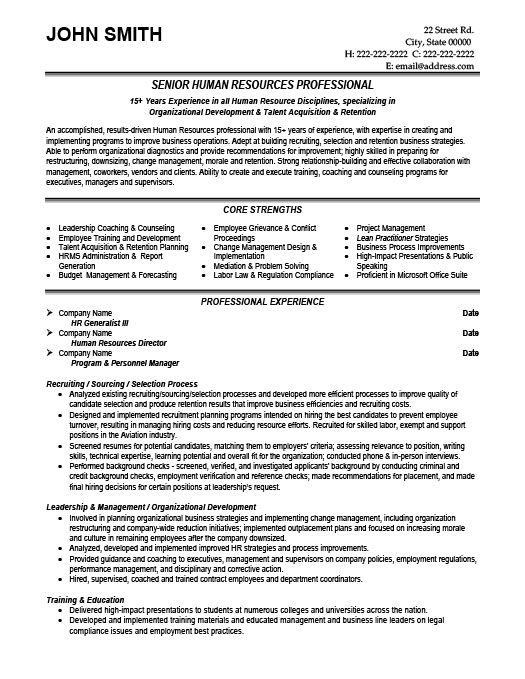 JOHN SMITH
22 Street Rd.
City, State 00000
H: 222-222-2222  C: 222-222-2222
E: email@address.com
SENIOR HUMAN RESOURCES PROFESSIONAL
15+ Years Experience in all Human Resource Disciplines, specializing in
Organizational Development & Talent Acquisition & Retention
An accomplished, results-driven Human Resources professional with 15+ years of experience, with expertise in creating and
implementing programs to improve business operations. Adept at building recruiting, selection and retention business strategies.
Able to perform organizational diagnostics and provide recommendations for improvement; highly skilled in preparing for
restructuring, downsizing, change management, morale and retention. Strong relationship-building and effective collaboration with
management, coworkers, vendors and clients. Ability to create and execute training, coaching and counseling programs for
executives, managers and supervisors.
CORE STRENGTHS
• Leadership Coaching & Counseling
• Employee Training and Development
• Talent Acquisition & Retention Planning
• HRMS Administration & Report
Generation
• Budget Management & Forecasting
• Employee Grievance & Conflict
Proceedings
• Change Management Design &
Implementation
• Mediation & Problem Solving
• Labor Law & Regulation Compliance
• Project Management
• Lean Practitioner Strategies
• Business Process Improvements
• High-Impact Presentations & Public
Speaking
• Proficient in Microsoft Office Suite
PROFESSIONAL EXPERIENCE
➢ Company Name Date
HR Generalist III
➢ Company Name Date
Human Resources Director
➢ Company Name Date
Program & Personnel Manager
Recruiting / Sourcing / Selection Process
• Analyzed existing recruiting/sourcing/selection processes and developed more efficient processes to improve quality of
candidate selection and produce retention results that improve business efficiencies and recruiting costs.
• Designed and implemented recruitment planning programs intended on hiring the best candidates to prevent employee
turnover, resulting in managing hiring costs and reducing resource efforts. Recruited for skilled labor, exempt and support
positions in the Aviation industry.
• Screened resumes for potential candidates, matching them to employers' criteria; assessing relevance to position, writing
skills, technical expertise, learning potential and overall fit for the organization; conducted phone & in-person interviews.
• Performed background checks - screened, verified, and investigated applicants' background by conducting criminal and
credit background checks, employment verification and reference checks; made recommendations for placement, and made
final hiring decisions for certain positions at leadership's request.
Leadership & Management / Organizational Development
• Involved in planning organizational business strategies and implementing change management, including organization
restructuring and company-wide reduction initiatives; implemented outplacement plans and focused on increasing morale
and culture in remaining employees after the company downsized.
• Analyzed, developed and implemented improved HR strategies and process improvements.
• Provided guidance and coaching to executives, management and supervisors on company policies, employment regulations,
performance management, and disciplinary and corrective action.
• Hired, supervised, coached and trained contract employees and department coordinators.
Training & Education
• Delivered high-impact presentations to students at numerous colleges and universities across the nation.
• Developed and implemented training materials and educated management and business line leaders on legal
compliance issues and employment best practices.